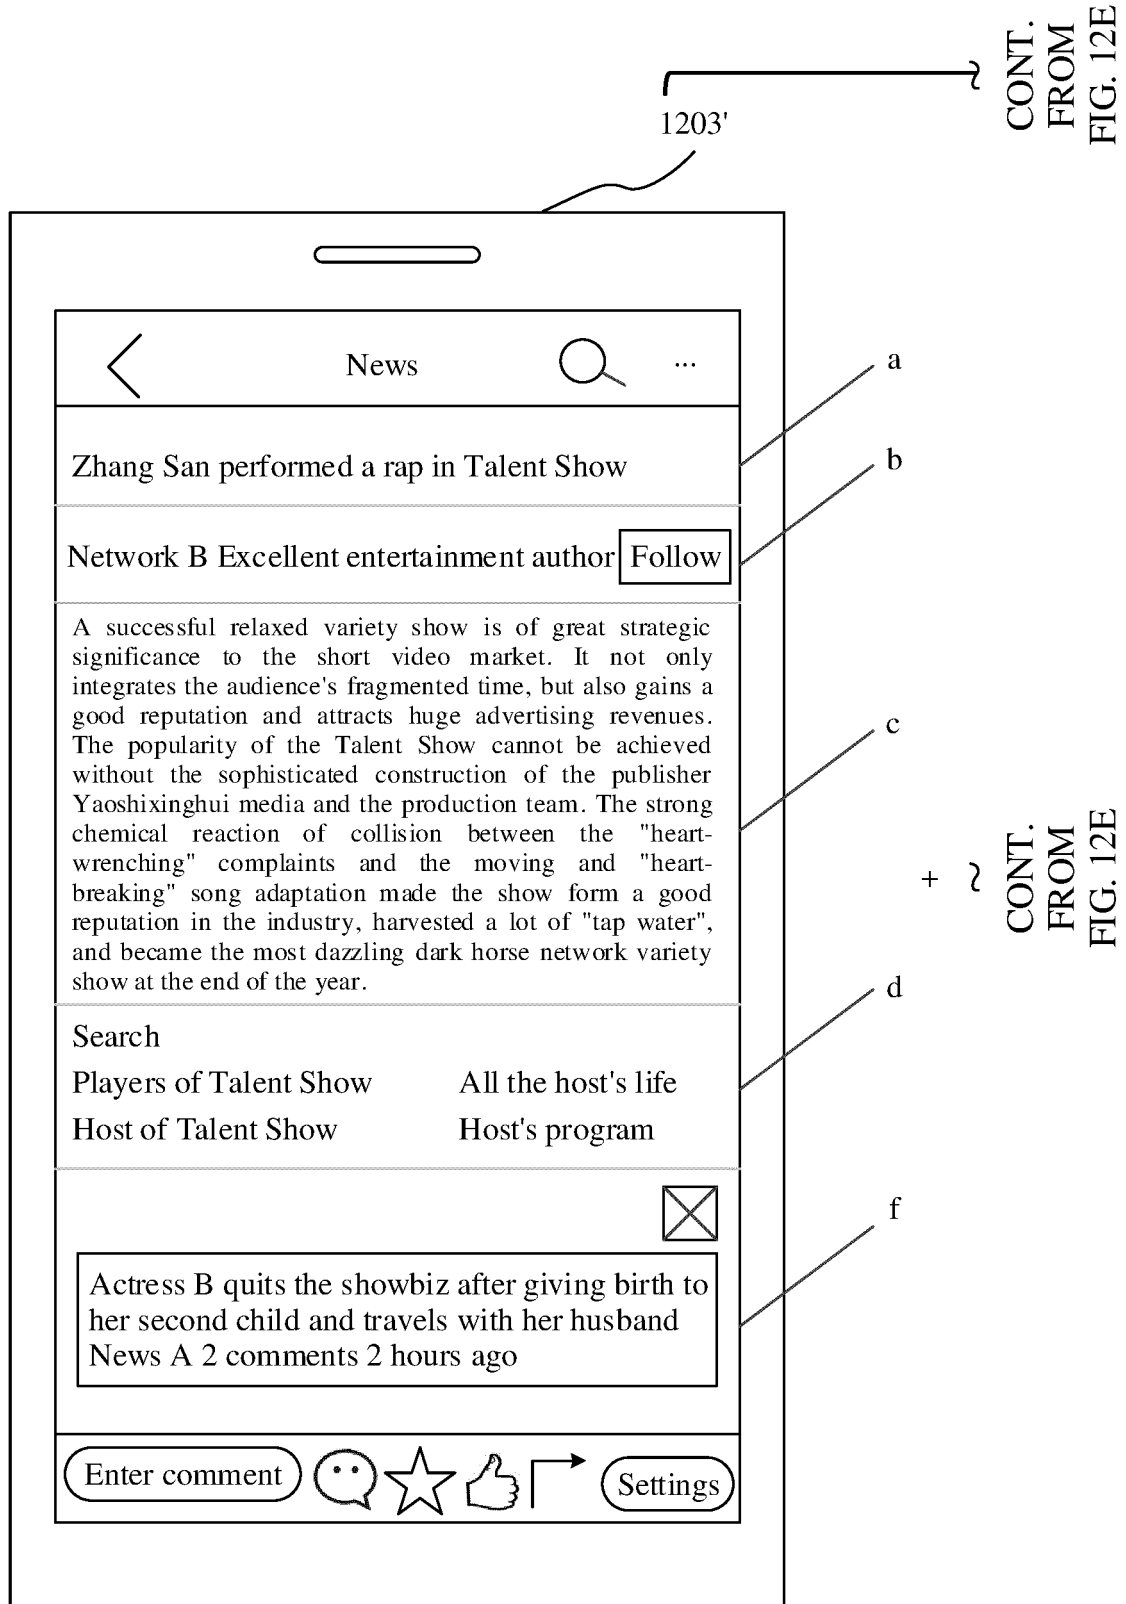 CONT.
FROM
FIG. 12E
1203'
News
...
a
Zhang San performed a rap in Talent Show
b
Network B Excellent entertainment author Follow
A successful relaxed variety show is of great strategic
significance to the short video market. It not only
integrates the audience's fragmented time, but also gains a
good reputation and attracts huge advertising revenues.
The popularity of the Talent Show cannot be achieved
without the sophisticated construction of the publisher
Yaoshixinghui media and the production team. The strong
chemical reaction of collision between the "heart-
wrenching" complaints and the moving and "heart-
breaking" song adaptation made the show form a good
reputation in the industry, harvested a lot of "tap water",
and became the most dazzling dark horse network variety
show at the end of the year.
c
+
CONT.
FROM
FIG. 12E
d
Search
Players of Talent Show All the host's life
Host of Talent Show Host's program
f
Actress B quits the showbiz after giving birth to
her second child and travels with her husband
News A 2 comments 2 hours ago
Enter comment Settings